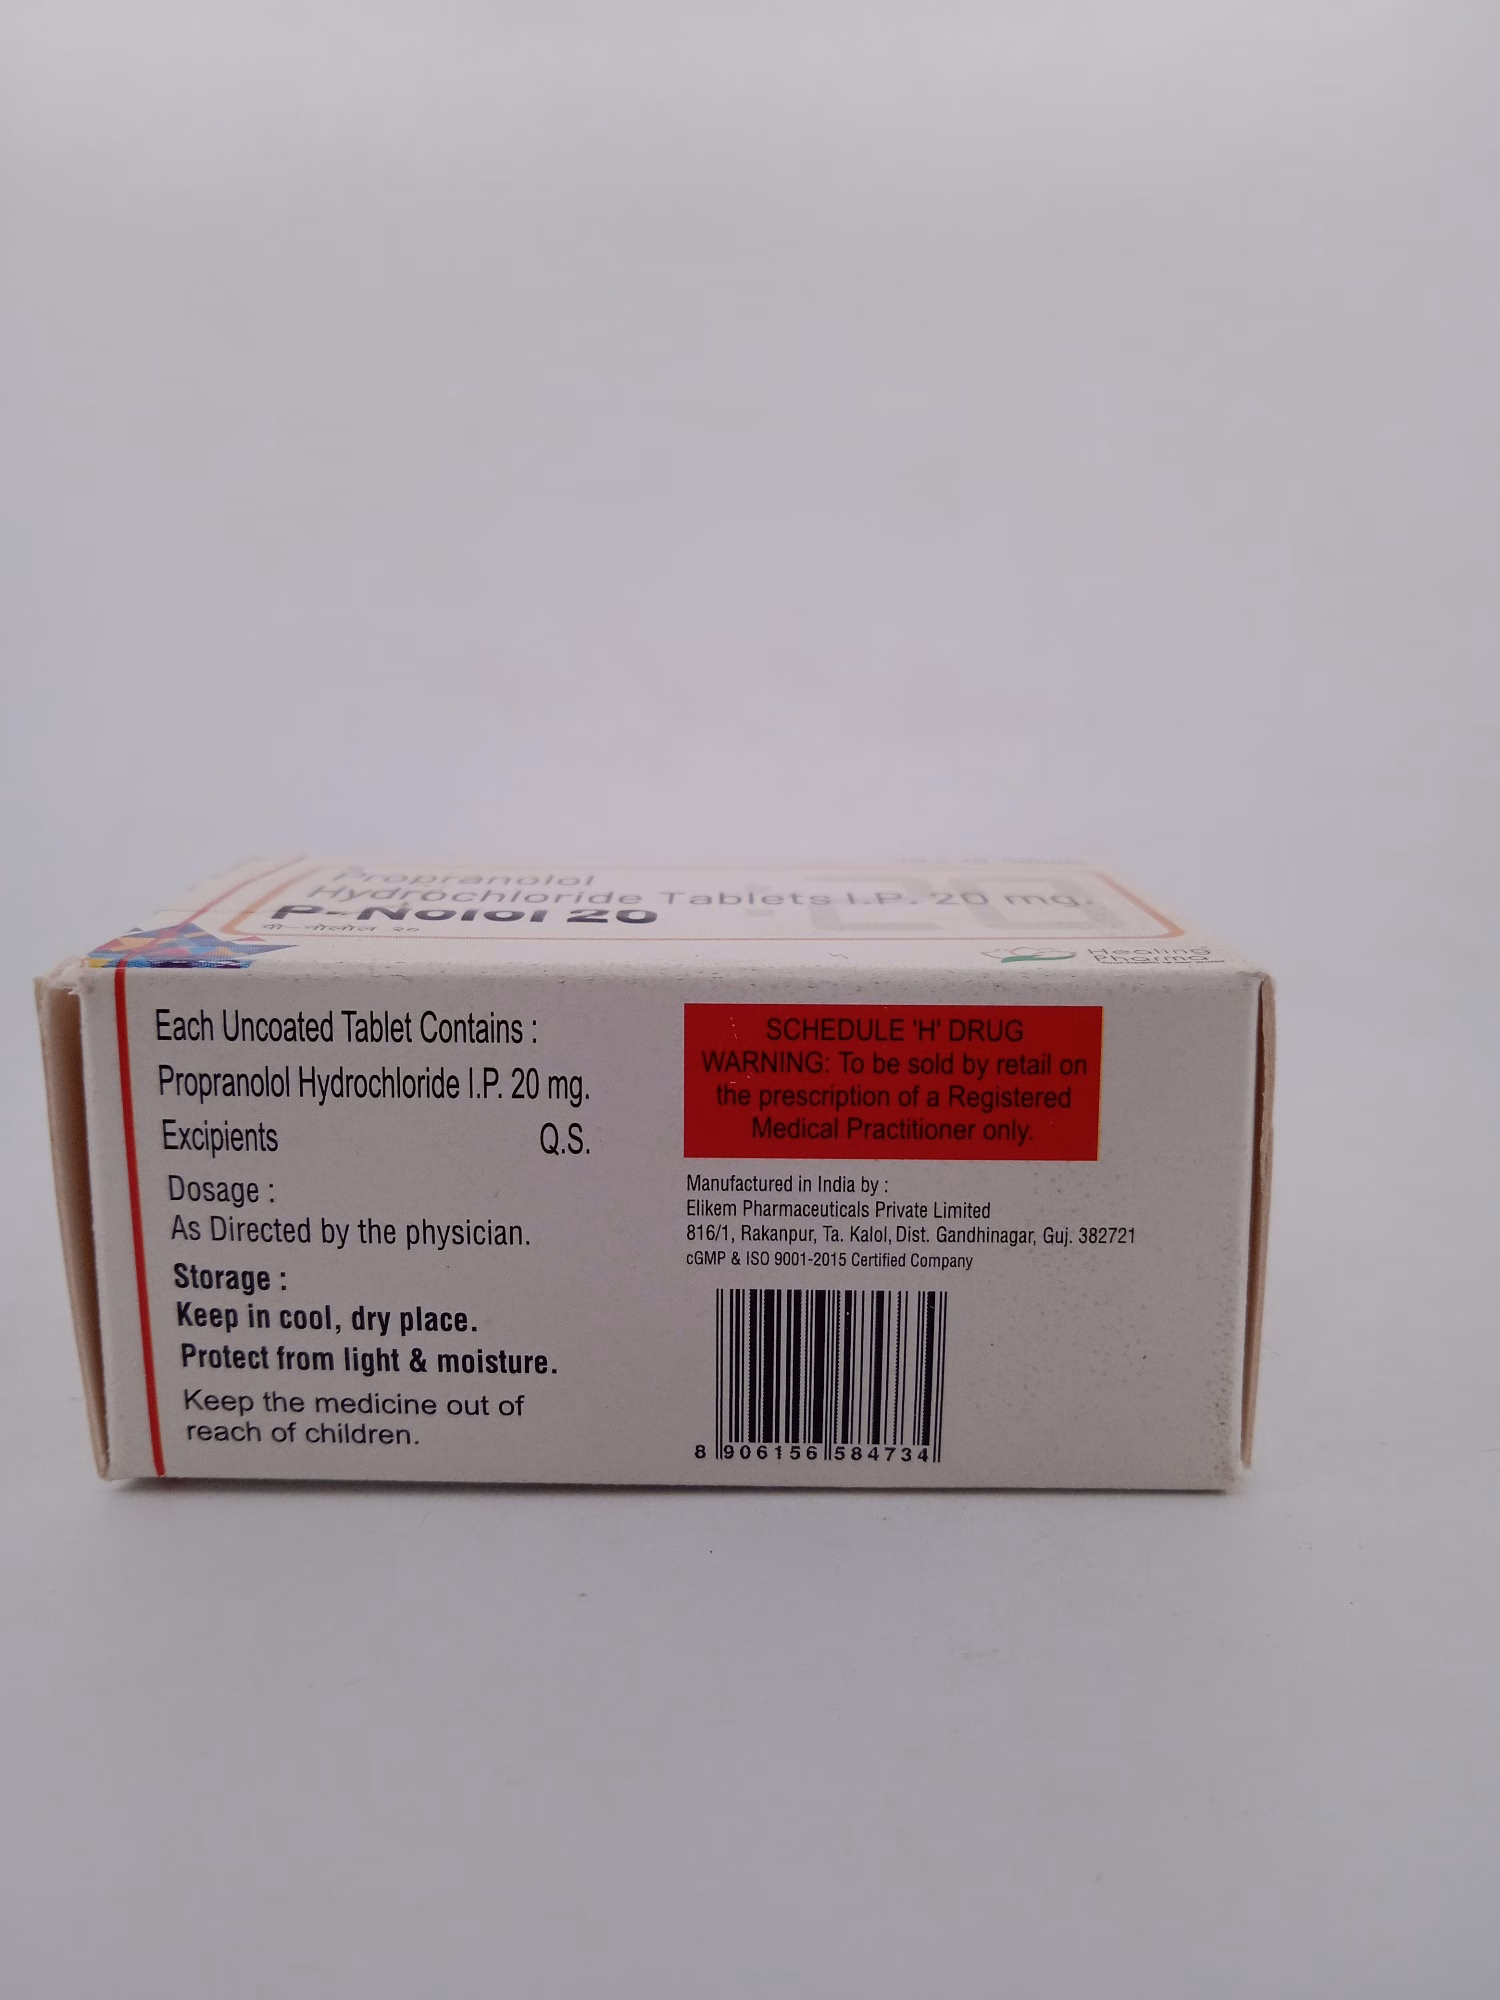 Propranolol
Hydrochloride Tablets I.P. 20 mg.
P-Nolol 20
पी-नोलोल २०
Healing
Pharma
Each Uncoated Tablet Contains :
Propranolol Hydrochloride I.P. 20 mg.
Excipients Q.S.
Dosage :
As Directed by the physician.
Storage :
Keep in cool, dry place.
Protect from light & moisture.
Keep the medicine out of
reach of children.
SCHEDULE 'H' DRUG
WARNING: To be sold by retail on
the prescription of a Registered
Medical Practitioner only.
Manufactured in India by :
Elikem Pharmaceuticals Private Limited
816/1, Rakanpur, Ta. Kalol, Dist. Gandhinagar, Guj. 382721
cGMP & ISO 9001-2015 Certified Company
8 906156 584734